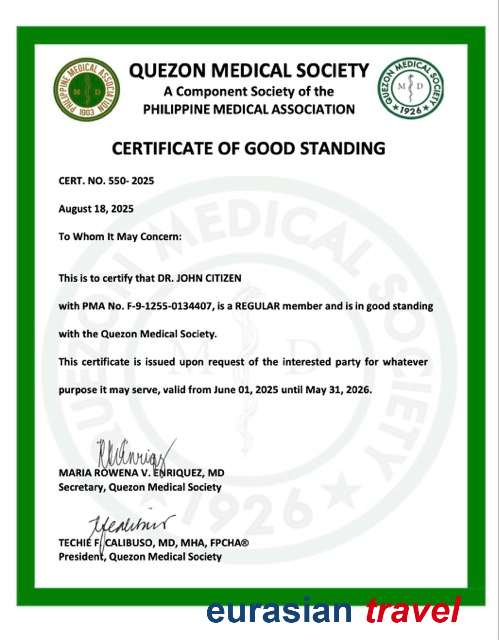 QUEZON MEDICAL SOCIETY
A Component Society of the
PHILIPPINE MEDICAL ASSOCIATION
PHILIPPINE MEDICAL ASSOCIATION
M D
1903
QUEZON MEDICAL SOCIETY
M D
1926
CERTIFICATE OF GOOD STANDING
CERT. NO. 550- 2025
August 18, 2025
To Whom It May Concern:
This is to certify that DR. JOHN CITIZEN
with PMA No. F-9-1255-0134407, is a REGULAR member and is in good standing
with the Quezon Medical Society.
This certificate is issued upon request of the interested party for whatever
purpose it may serve, valid from June 01, 2025 until May 31, 2026.
QUEZON MEDICAL SOCIETY
1926
MARIA ROWENA V. ENRIQUEZ, MD
Secretary, Quezon Medical Society
TECHIE F. CALIBUSO, MD, MHA, FPCHA®
President, Quezon Medical Society
eurasian travel